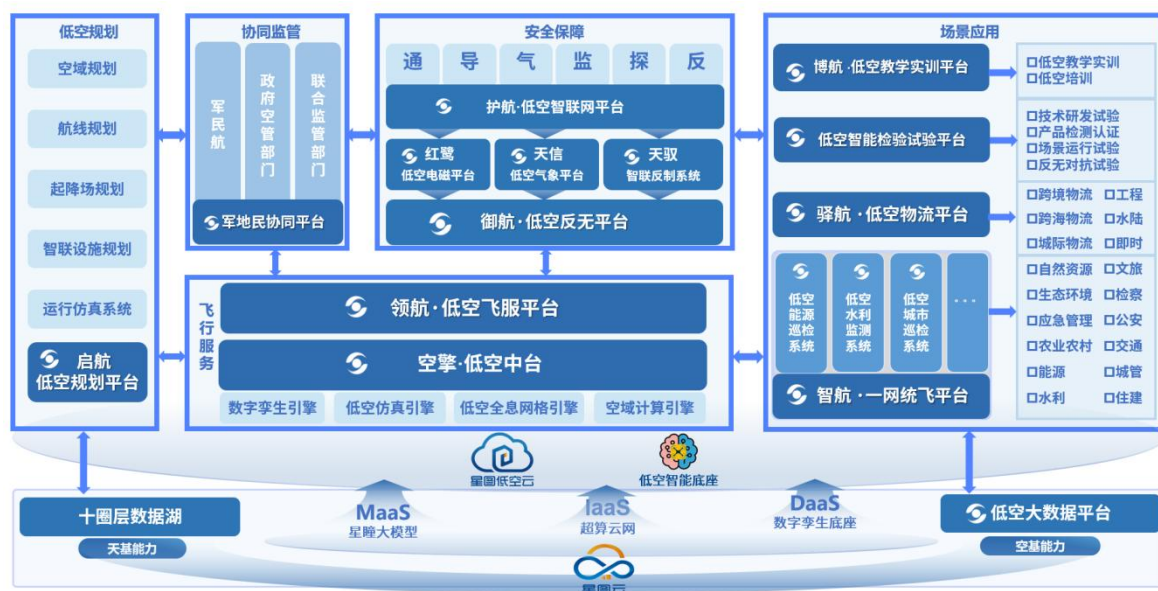 低空规划
空域规划
航线规划
起降场规划
智联设施规划
运行仿真系统
启航
低空规划平台
协同监管
军民航
政府空管部门
联合监管部门
军地民协同平台
安全保障
通 导 气 监 探 反
护航·低空智联网平台
红鹭
低空电磁平台
天信
低空气象平台
天驭
智联反制系统
御航·低空反无平台
飞行服务
领航·低空飞服平台
空擎·低空中台
数字孪生引擎
低空仿真引擎
低空全息网格引擎
空域计算引擎
场景应用
博航·低空教学实训平台
低空教学实训
低空培训
低空智能检验试验平台
技术研发试验
产品检测认证
场景运行试验
反无对抗试验
驿航·低空物流平台
跨境物流 工程
跨海物流 水陆
城际物流 即时
低空能源巡检系统
低空水利监测系统
低空城市巡检系统
...
智航·一网统飞平台
自然资源 文旅
生态环境 检察
应急管理 公安
农业农村 交通
能源 城管
水利 住建
星图低空云
低空智能底座
十圈层数据湖
天基能力
MaaS
星瞳大模型
IaaS
超算云网
DaaS
数字孪生底座
低空大数据平台
空基能力
星图云